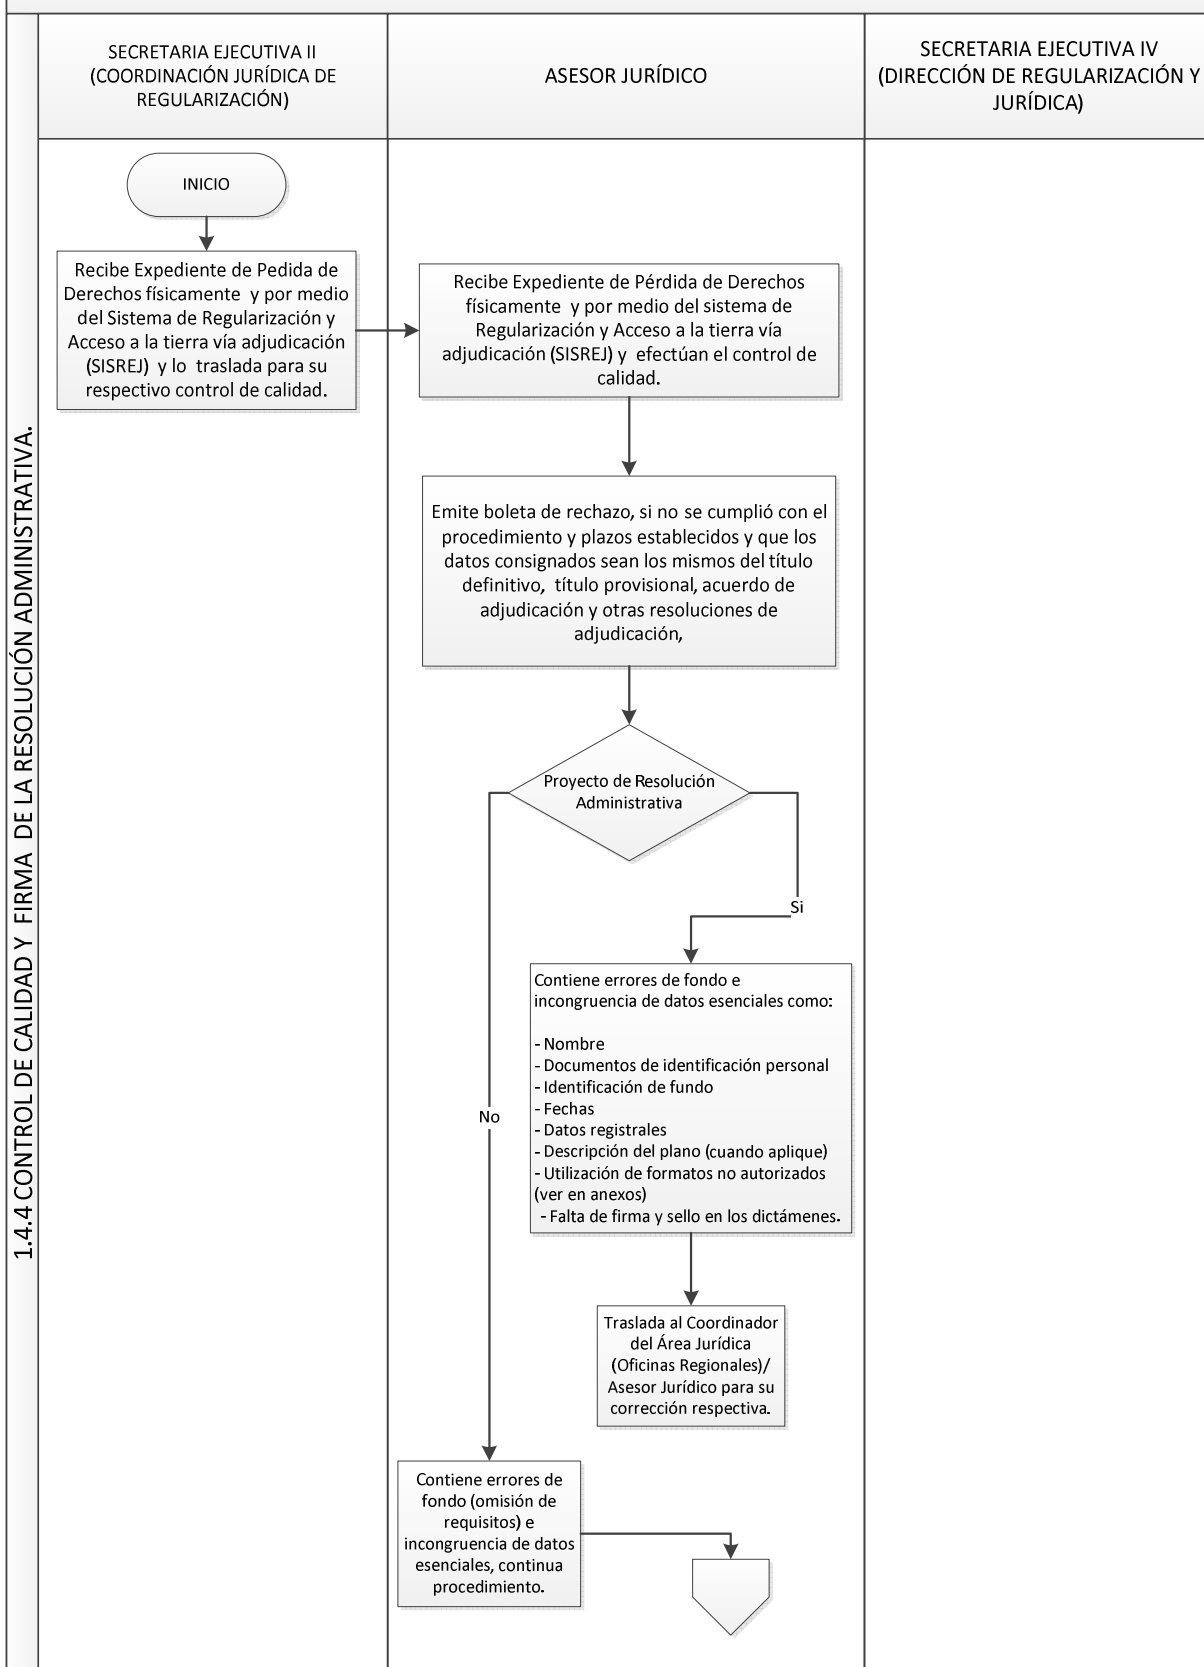 1.4.4 CONTROL DE CALIDAD Y FIRMA DE LA RESOLUCIÓN ADMINISTRATIVA.
SECRETARIA EJECUTIVA II
(COORDINACIÓN JURÍDICA DE
REGULARIZACIÓN)
ASESOR JURÍDICO
SECRETARIA EJECUTIVA IV
(DIRECCIÓN DE REGULARIZACIÓN Y
JURÍDICA)
INICIO
Recibe Expediente de Pedida de
Derechos físicamente y por medio
del Sistema de Regularización y
Acceso a la tierra vía adjudicación
(SISREJ) y lo traslada para su
respectivo control de calidad.
Recibe Expediente de Pérdida de Derechos
físicamente y por medio del sistema de
Regularización y Acceso a la tierra vía
adjudicación (SISREJ) y efectúan el control de
calidad.
Emite boleta de rechazo, si no se cumplió con el
procedimiento y plazos establecidos y que los
datos consignados sean los mismos del título
definitivo, título provisional, acuerdo de
adjudicación y otras resoluciones de
adjudicación,
Proyecto de Resolución
Administrativa
Si
Contiene errores de fondo e
incongruencia de datos esenciales como:
- Nombre
- Documentos de identificación personal
- Identificación de fundo
- Fechas
- Datos registrales
- Descripción del plano (cuando aplique)
- Utilización de formatos no autorizados
(ver en anexos)
- Falta de firma y sello en los dictámenes.
No
Traslada al Coordinador
del Área Jurídica
(Oficinas Regionales)/
Asesor Jurídico para su
corrección respectiva.
Contiene errores de
fondo (omisión de
requisitos) e
incongruencia de datos
esenciales, continua
procedimiento.